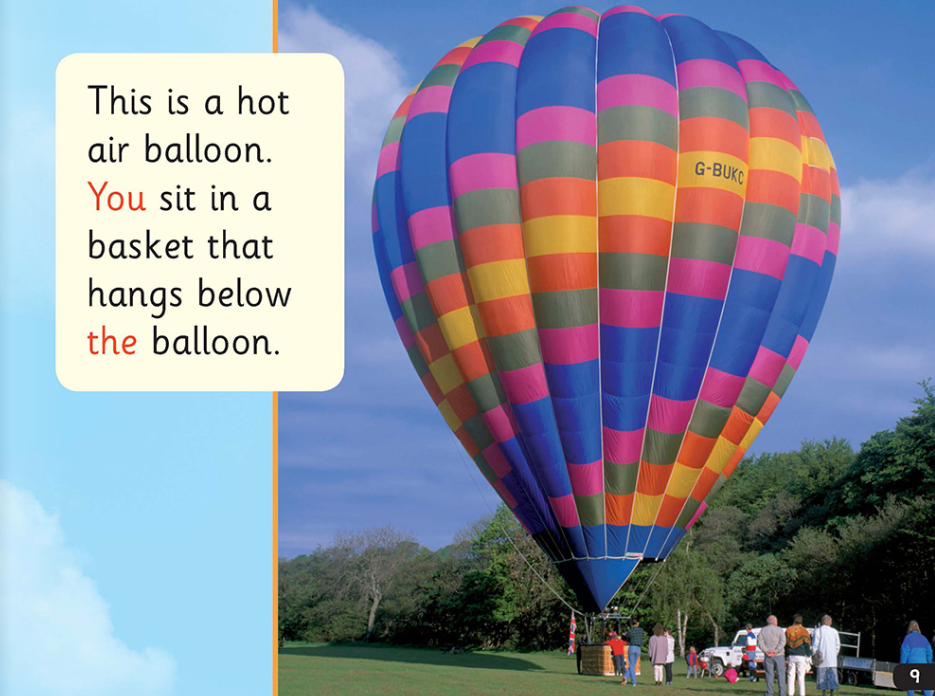 This is a hot
air balloon.
You sit in a
basket that
hangs below
the balloon.
G-BUKC
9